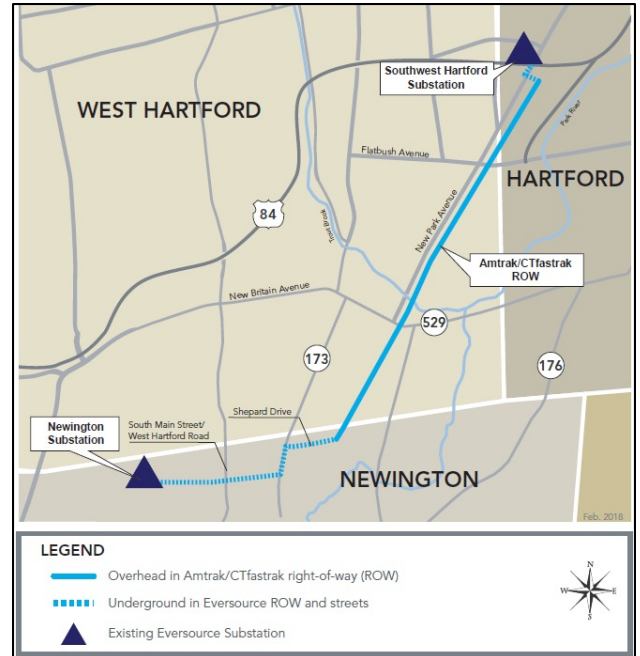 Southwest Hartford
Substation
WEST HARTFORD
Park River
Flatbush Avenue
HARTFORD
84
Trout Brook
New Park Avenue
Amtrak/CTfastrak
ROW
New Britain Avenue
529
173
176
Newington
Substation
South Main Street/
West Hartford Road
Shepard Drive
NEWINGTON
Feb. 2018
LEGEND
Overhead in Amtrak/CTfastrak right-of-way (ROW)
Underground in Eversource ROW and streets
Existing Eversource Substation
N
W
E
S